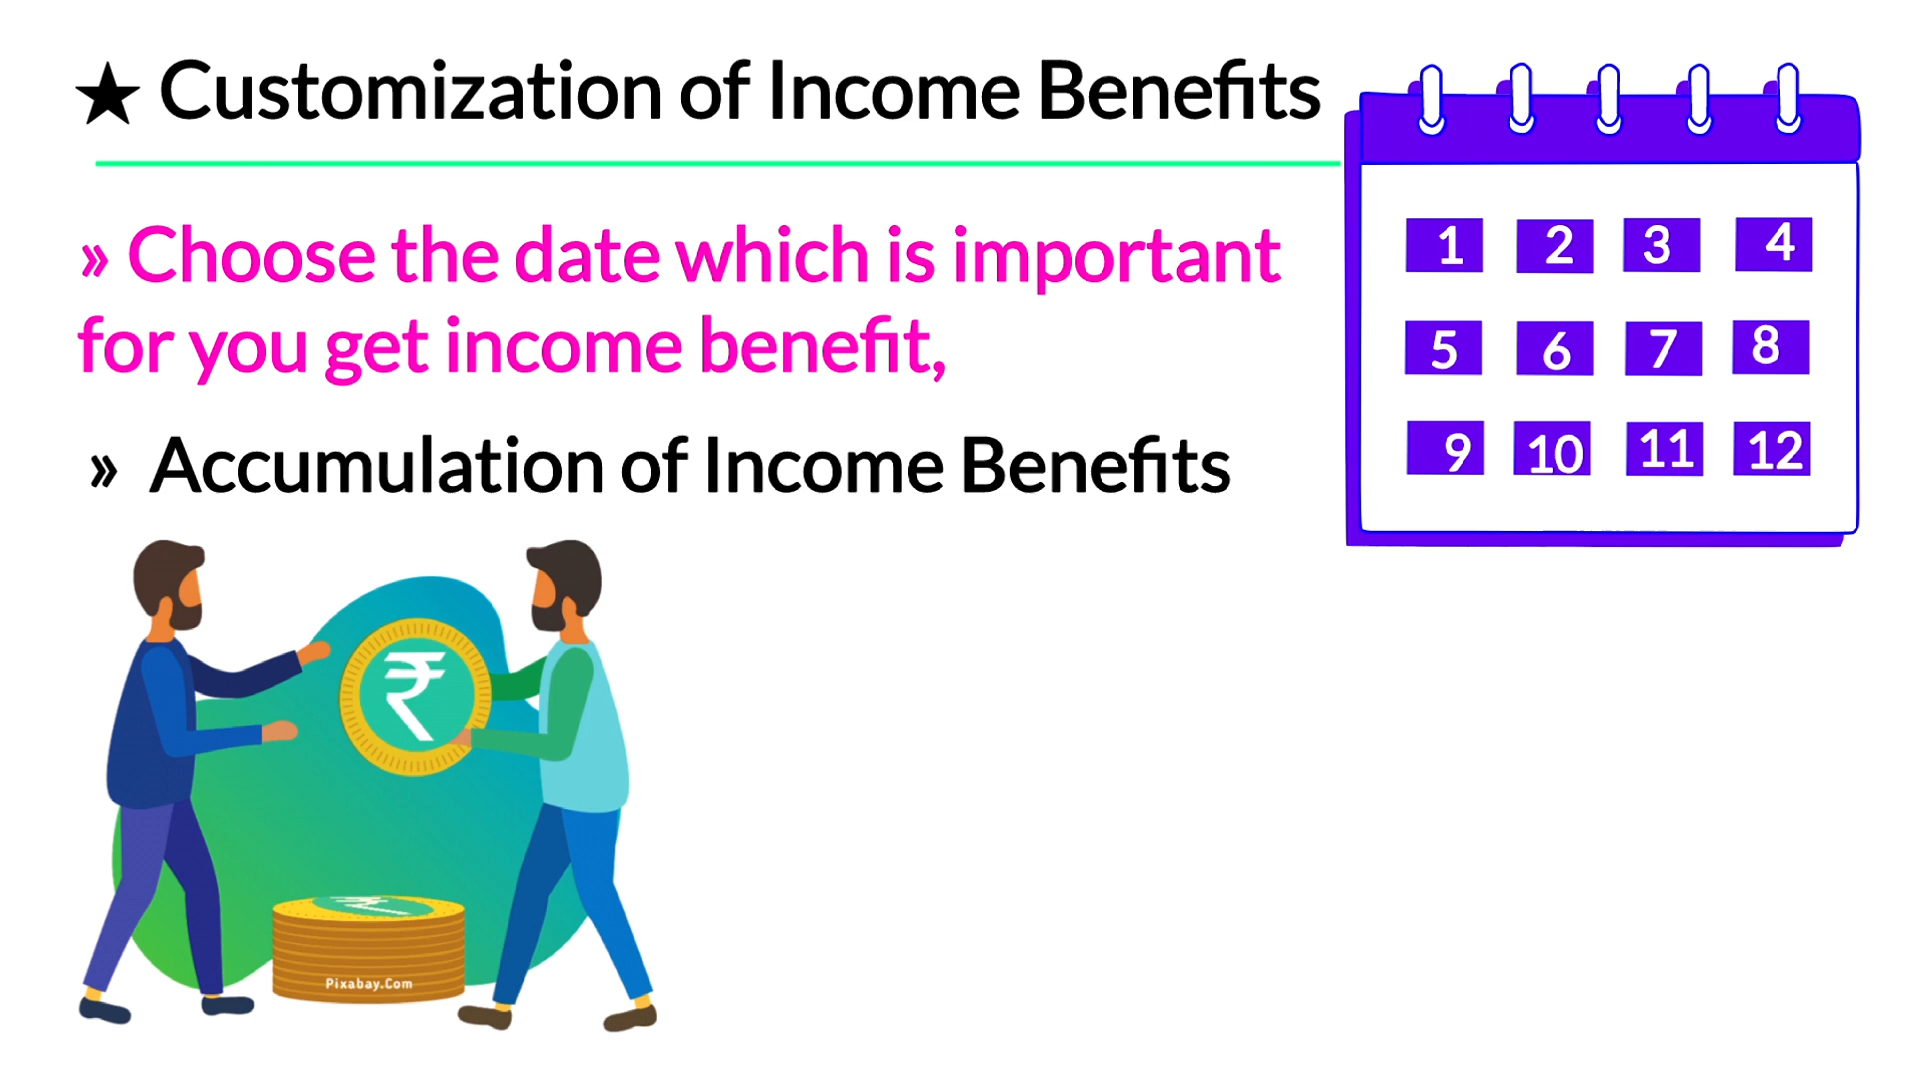 ★ Customization of Income Benefits
» Choose the date which is important
for you get income benefit,
» Accumulation of Income Benefits
1 2 3 4
5 6 7 8
9 10 11 12
₹
Pixabay.Com